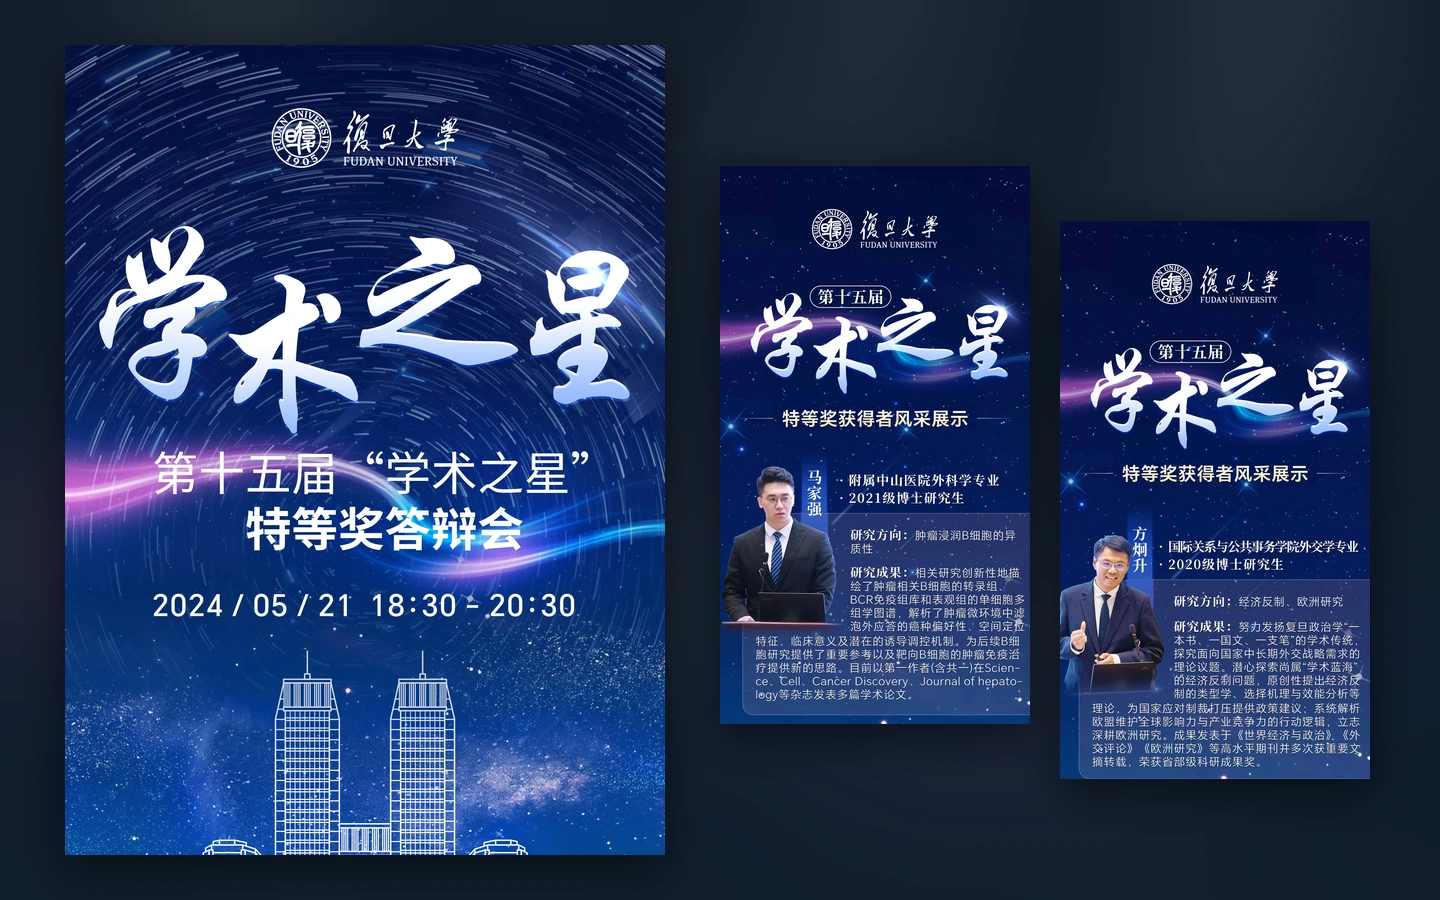 FUDAN UNIVERSITY
1905
復旦大學
FUDAN UNIVERSITY
学术之星
第十五届“学术之星”
特等奖答辩会
2024 / 05 / 21 18:30 - 20:30
FUDAN UNIVERSITY
1905
復旦大學
FUDAN UNIVERSITY
第十五届
学术之星
特等奖获得者风采展示
马家强
· 附属中山医院外科学专业
· 2021级博士研究生
研究方向：肿瘤浸润B细胞的异
质性
研究成果：相关研究创新性地描
绘了肿瘤相关B细胞的转录组、
BCR免疫组库和表观组的单细胞多
组学图谱，解析了肿瘤微环境中滤
泡外应答的癌种偏好性、空间定位
特征、临床意义及潜在的诱导调控机制。为后续B细
胞研究提供了重要参考以及靶向B细胞的肿瘤免疫治
疗提供新的思路。目前以第一作者(含共一)在Scien-
ce、Cell、Cancer Discovery、Journal of hepato-
logy等杂志发表多篇学术论文。
FUDAN UNIVERSITY
1905
復旦大學
FUDAN UNIVERSITY
第十五届
学术之星
特等奖获得者风采展示
方炯升
· 国际关系与公共事务学院外交学专业
· 2020级博士研究生
研究方向：经济反制、欧洲研究
研究成果：努力发扬复旦政治学“一
本书、一国文、一支笔”的学术传统，
探究面向国家中长期外交战略需求的
理论议题。潜心探索尚属“学术蓝海”
的经济反制问题，原创性提出经济反
制的类型学、选择机理与效能分析等
理论，为国家应对制裁打压提供政策建议；系统解析
欧盟维护全球影响力与产业竞争力的行动逻辑，立志
深耕欧洲研究。成果发表于《世界经济与政治》、《外
交评论》《欧洲研究》等高水平期刊并多次获重要文
摘转载，荣获省部级科研成果奖。